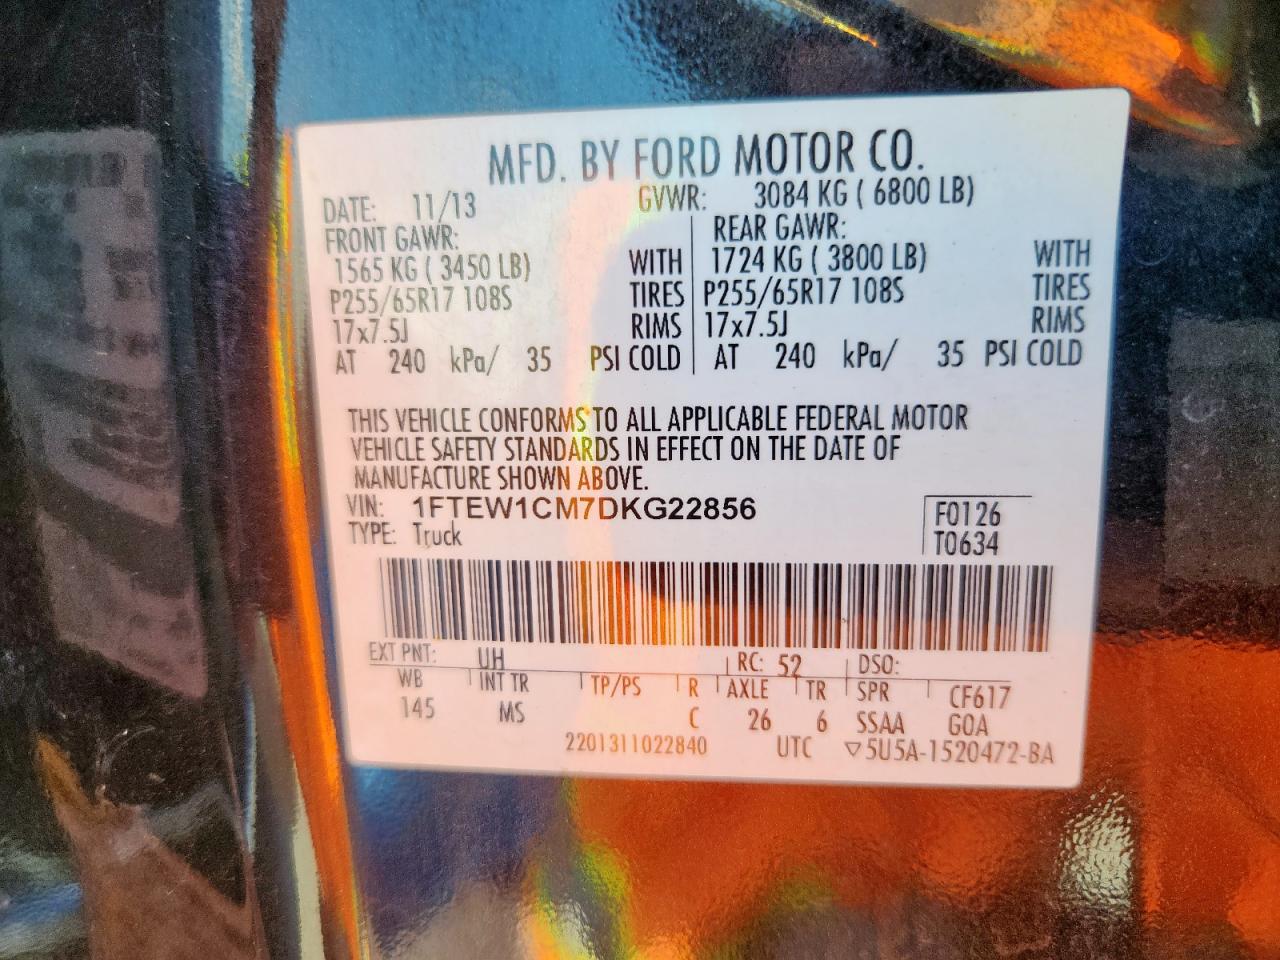 MFD. BY FORD MOTOR CO.
DATE: 11/13 GVWR: 3084 KG ( 6800 LB)
FRONT GAWR: REAR GAWR:
1565 KG ( 3450 LB) WITH 1724 KG ( 3800 LB) WITH
P255/65R17 108S TIRES P255/65R17 108S TIRES
17x7.5J RIMS 17x7.5J RIMS
AT 240 kPa/ 35 PSI COLD AT 240 kPa/ 35 PSI COLD
THIS VEHICLE CONFORMS TO ALL APPLICABLE FEDERAL MOTOR
VEHICLE SAFETY STANDARDS IN EFFECT ON THE DATE OF
MANUFACTURE SHOWN ABOVE.
VIN: 1FTEW1CM7DKG22856 F0126
TYPE: Truck T0634
EXT PNT: UH RC: 52 DSO:
WB INT TR TP/PS R AXLE TR SPR CF617
145 MS C 26 6 SSAA GOA
2201311022840 UTC ▽5U5A-1520472-BA